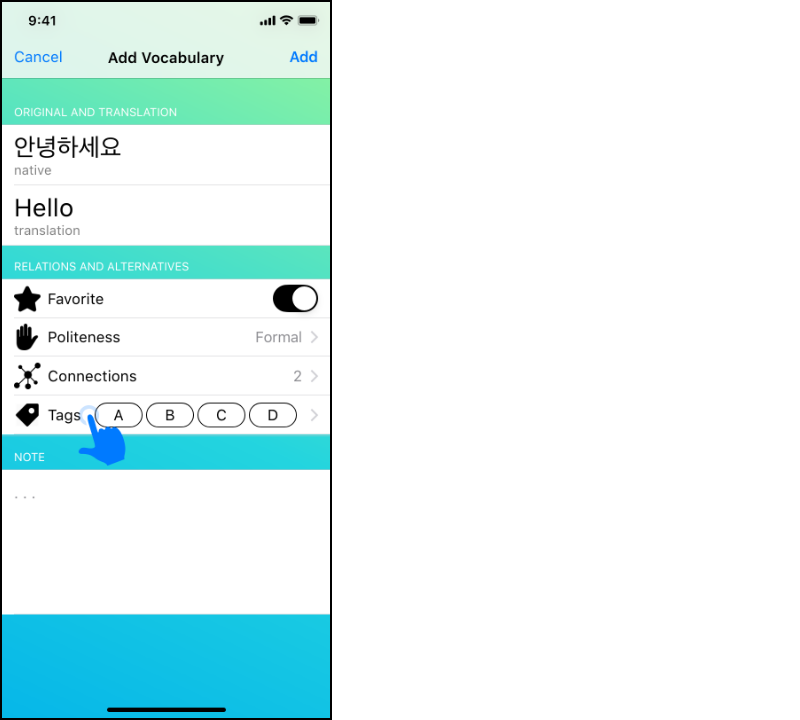 9:41
Cancel Add Vocabulary Add
ORIGINAL AND TRANSLATION
안녕하세요
native
Hello
translation
RELATIONS AND ALTERNATIVES
Favorite
Politeness Formal
Connections 2
Tags A B C D
NOTE
...